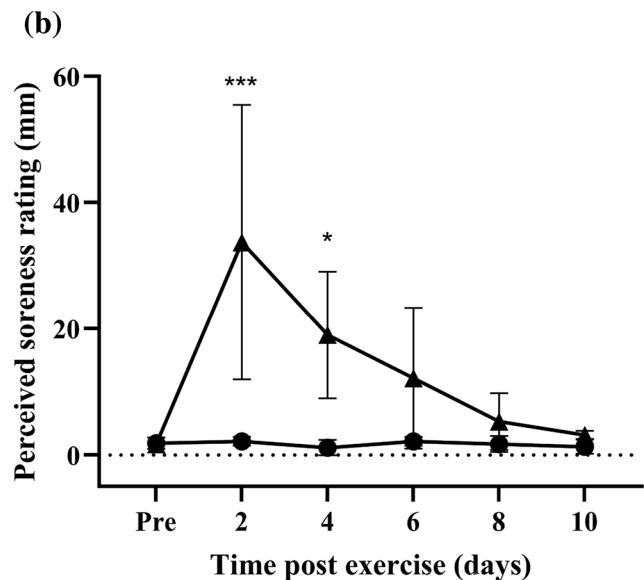 (b)
Perceived soreness rating (mm)
60
40
20
0
***
*
Pre 2 4 6 8 10
Time post exercise (days)